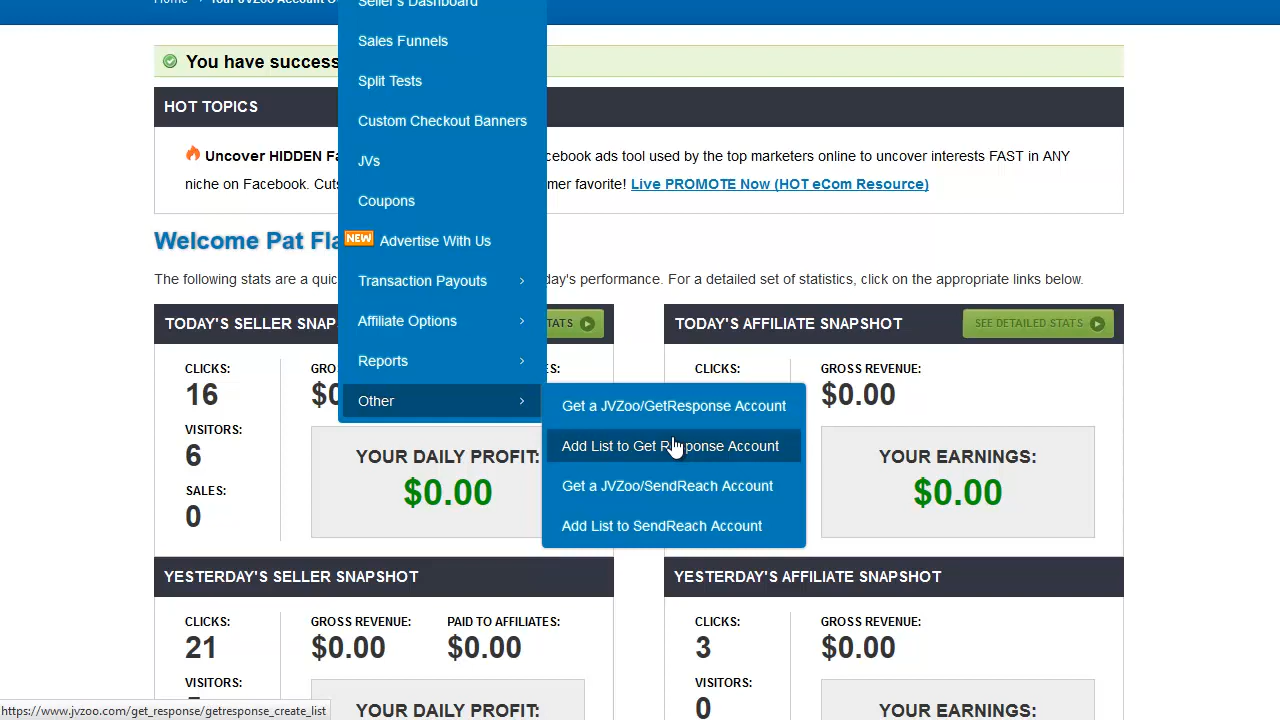 Home
Your JVZoo Account O
Seller's Dashboard
Sales Funnels
Split Tests
Custom Checkout Banners
JVs
Coupons
NEW Advertise With Us
Transaction Payouts
Affiliate Options
Reports
Other
Get a JVZoo/GetResponse Account
Add List to Get Response Account
Get a JVZoo/SendReach Account
Add List to SendReach Account
You have success
HOT TOPICS
Uncover HIDDEN Fa cebook ads tool used by the top marketers online to uncover interests FAST in ANY
niche on Facebook. Cuts mer favorite! Live PROMOTE Now (HOT eCom Resource)
Welcome Pat Fla
The following stats are a quic day's performance. For a detailed set of statistics, click on the appropriate links below.
TODAY'S SELLER SNAP TATS
CLICKS:
16
GRO S:
$0
VISITORS:
6
SALES:
0
YOUR DAILY PROFIT:
$0.00
TODAY'S AFFILIATE SNAPSHOT
SEE DETAILED STATS
CLICKS:
GROSS REVENUE:
$0.00
YOUR EARNINGS:
$0.00
YESTERDAY'S SELLER SNAPSHOT
CLICKS:
21
GROSS REVENUE:
$0.00
PAID TO AFFILIATES:
$0.00
VISITORS:
YOUR DAILY PROFIT:
YESTERDAY'S AFFILIATE SNAPSHOT
CLICKS:
3
GROSS REVENUE:
$0.00
VISITORS:
0
YOUR EARNINGS:
https://www.jvzoo.com/get_response/getresponse_create_list